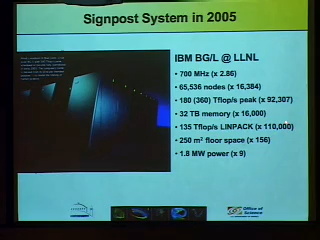 Signpost System in 2005
IBM BG/L @ LLNL
• 700 MHz (x 2.86)
• 65,536 nodes (x 16,384)
• 180 (360) Tflop/s peak (x 92,307)
• 32 TB memory (x 16,000)
• 135 Tflop/s LINPACK (x 110,000)
• 250 m² floor space (x 156)
• 1.8 MW power (x 9)
Office of
Science